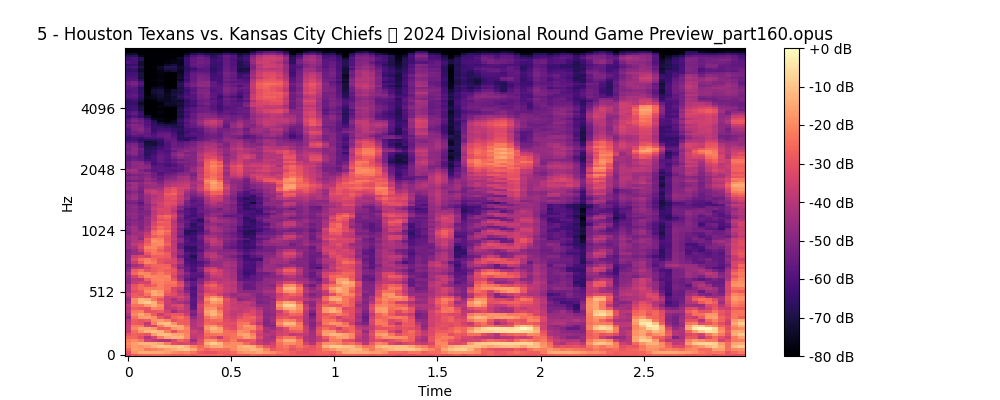 5 - Houston Texans vs. Kansas City Chiefs ▯ 2024 Divisional Round Game Preview_part160.opus
+0 dB
4096
-10 dB
-20 dB
2048
-30 dB
Hz
-40 dB
1024
-50 dB
512
-60 dB
-70 dB
0
-80 dB
0 0.5 1 1.5 2 2.5
Time